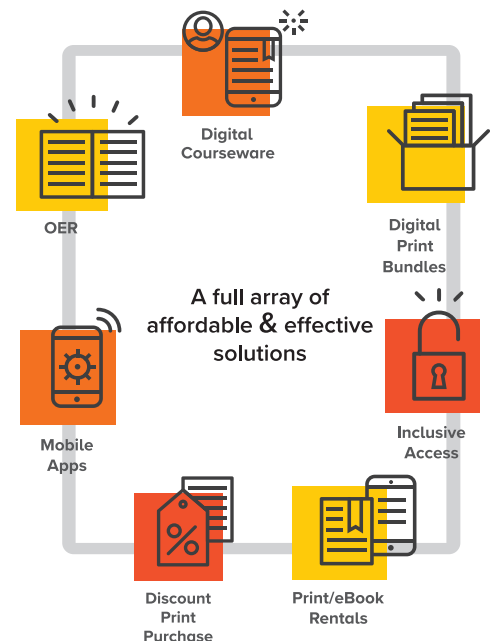 Digital
Courseware
OER
Digital
Print
Bundles
A full array of
affordable & effective
solutions
Mobile
Apps
Inclusive
Access
Discount
Print
Purchase
Print/eBook
Rentals